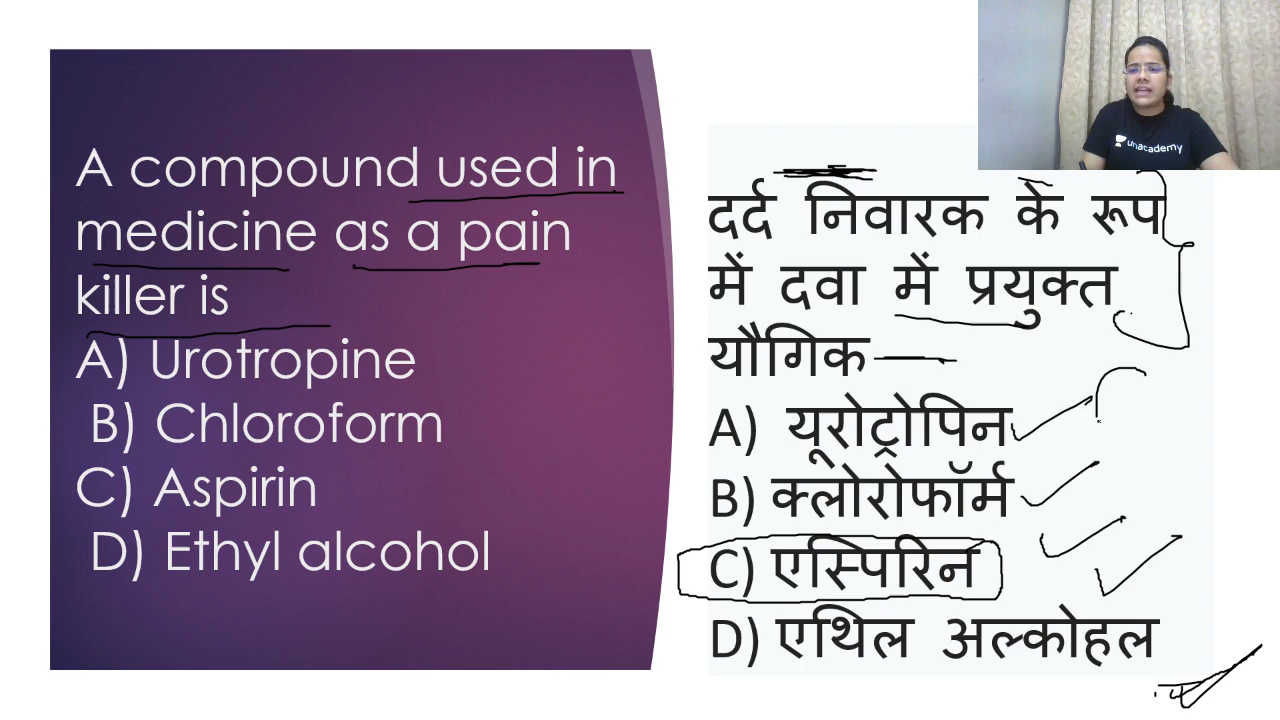 A compound used in
medicine as a pain
killer is
A) Urotropine
B) Chloroform
C) Aspirin
D) Ethyl alcohol
दर्द निवारक के रूप
में दवा में प्रयुक्त
यौगिक
A) यूरोट्रोपिन
B) क्लोरोफॉर्म
C) एस्पिरिन
D) एथिल अल्कोहल
unacademy